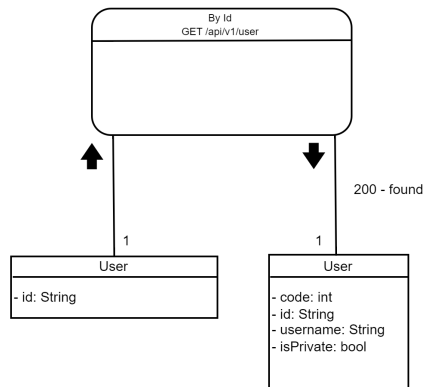 By Id
GET /api/v1/user
200 - found
1
1
User
- id: String
User
- code: int
- id: String
- username: String
- isPrivate: bool